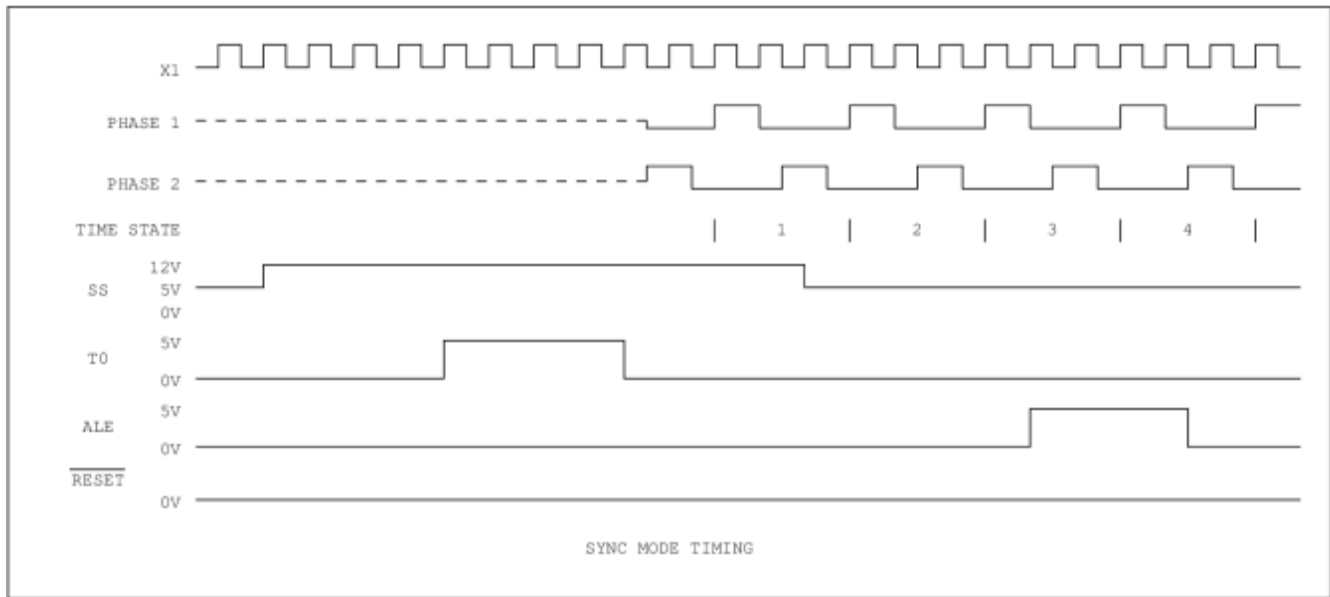 X1
PHASE 1
PHASE 2
TIME STATE 1 2 3 4
12V
SS 5V
0V
5V
T0
0V
5V
ALE
0V
RESET
0V
SYNC MODE TIMING